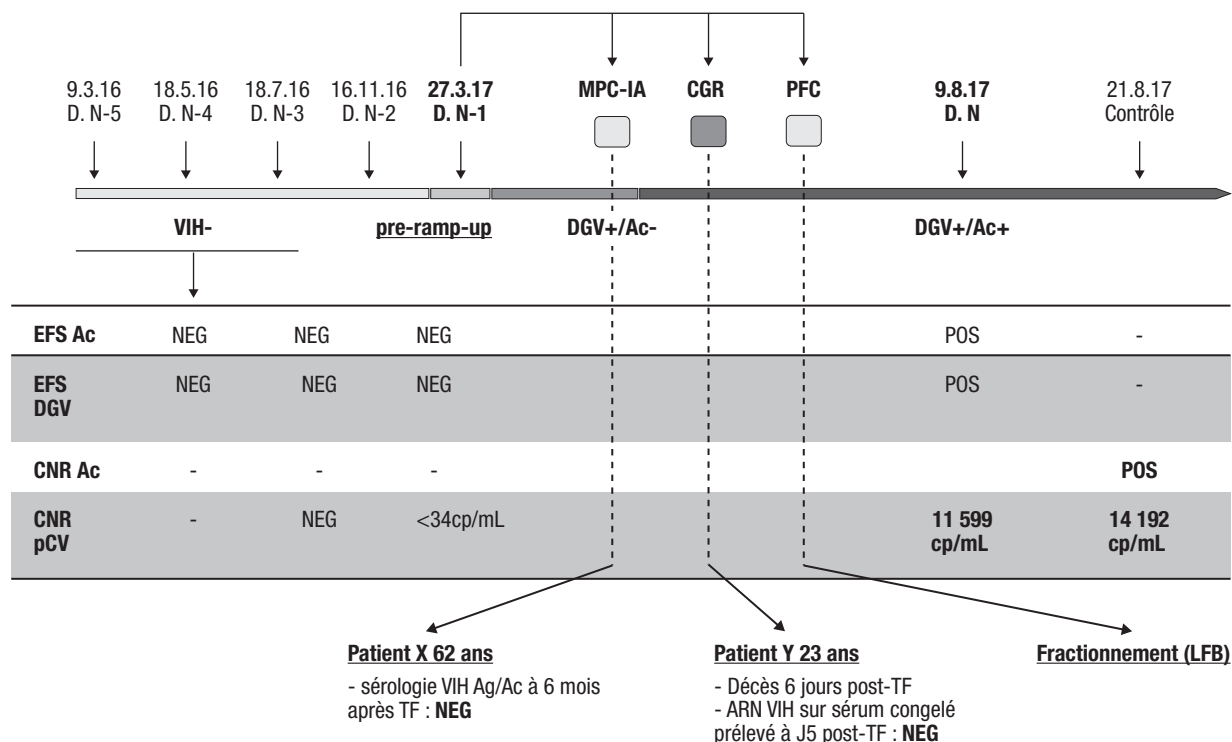 9.3.16 18.5.16 18.7.16 16.11.16 27.3.17 MPC-IA CGR PFC 9.8.17 21.8.17
D. N-5 D. N-4 D. N-3 D. N-2 D. N-1 D. N Contrôle
VIH- pre-ramp-up DGV+/Ac- DGV+/Ac+
EFS Ac NEG NEG NEG POS -
EFS NEG NEG NEG POS -
DGV
CNR Ac - - - POS
CNR - NEG <34cp/mL 11 599 14 192
pCV cp/mL cp/mL
Patient X 62 ans
- sérologie VIH Ag/Ac à 6 mois
après TF : NEG
Patient Y 23 ans
- Décès 6 jours post-TF
- ARN VIH sur sérum congelé
prélevé à J5 post-TF : NEG
Fractionnement (LFB)